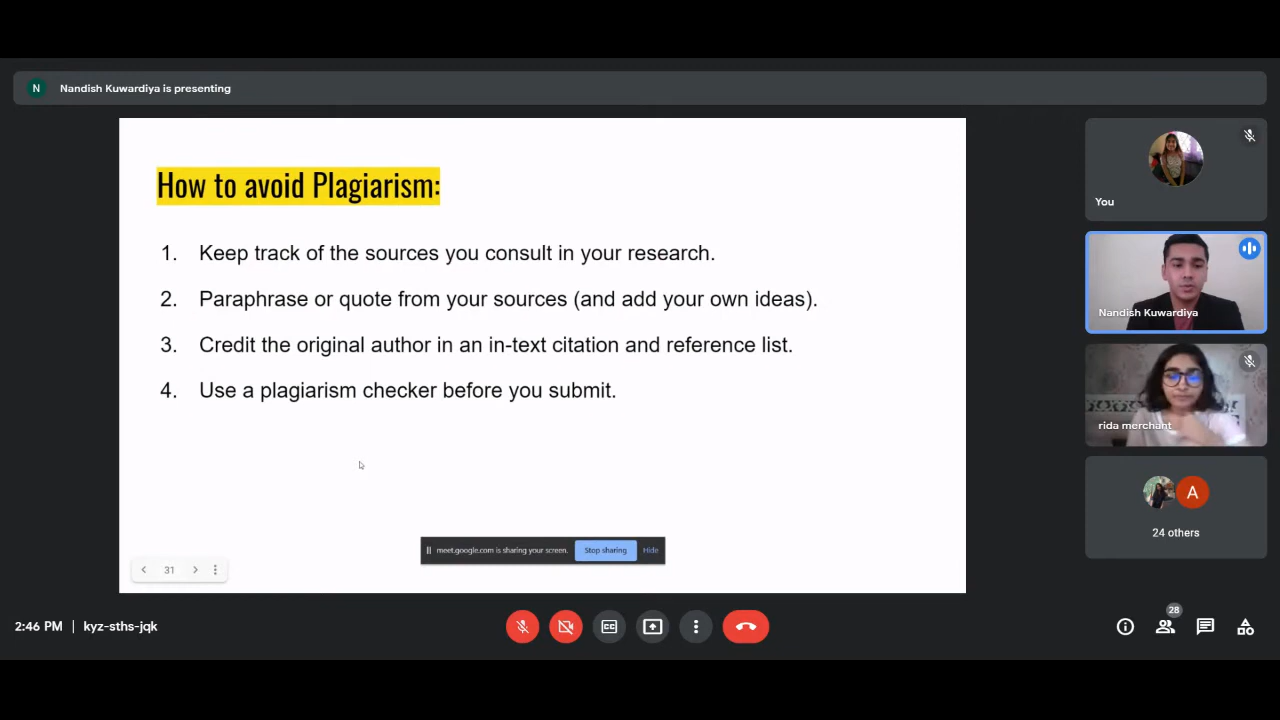 N Nandish Kuwardiya is presenting
How to avoid Plagiarism:
1. Keep track of the sources you consult in your research.
2. Paraphrase or quote from your sources (and add your own ideas).
3. Credit the original author in an in-text citation and reference list.
4. Use a plagiarism checker before you submit.
meet.google.com is sharing your screen. Stop sharing Hide
31
You
Nandish Kuwardiya
rida merchant
A
24 others
2:46 PM | kyz-sths-jqk
CC
28